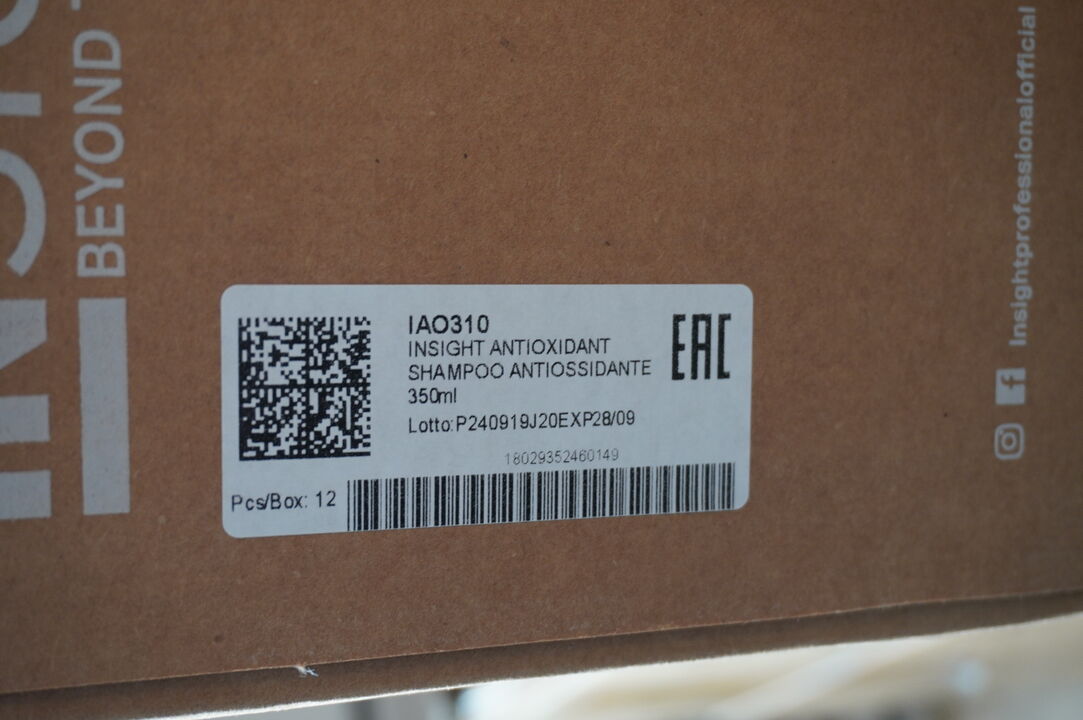 BEYOND
IAO310
INSIGHT ANTIOXIDANT
SHAMPOO ANTIOSSIDANTE
350ml
Lotto:P240919J20EXP28/09
EAC
18029352460149
Pcs/Box: 12
Insightprofessionalofficial